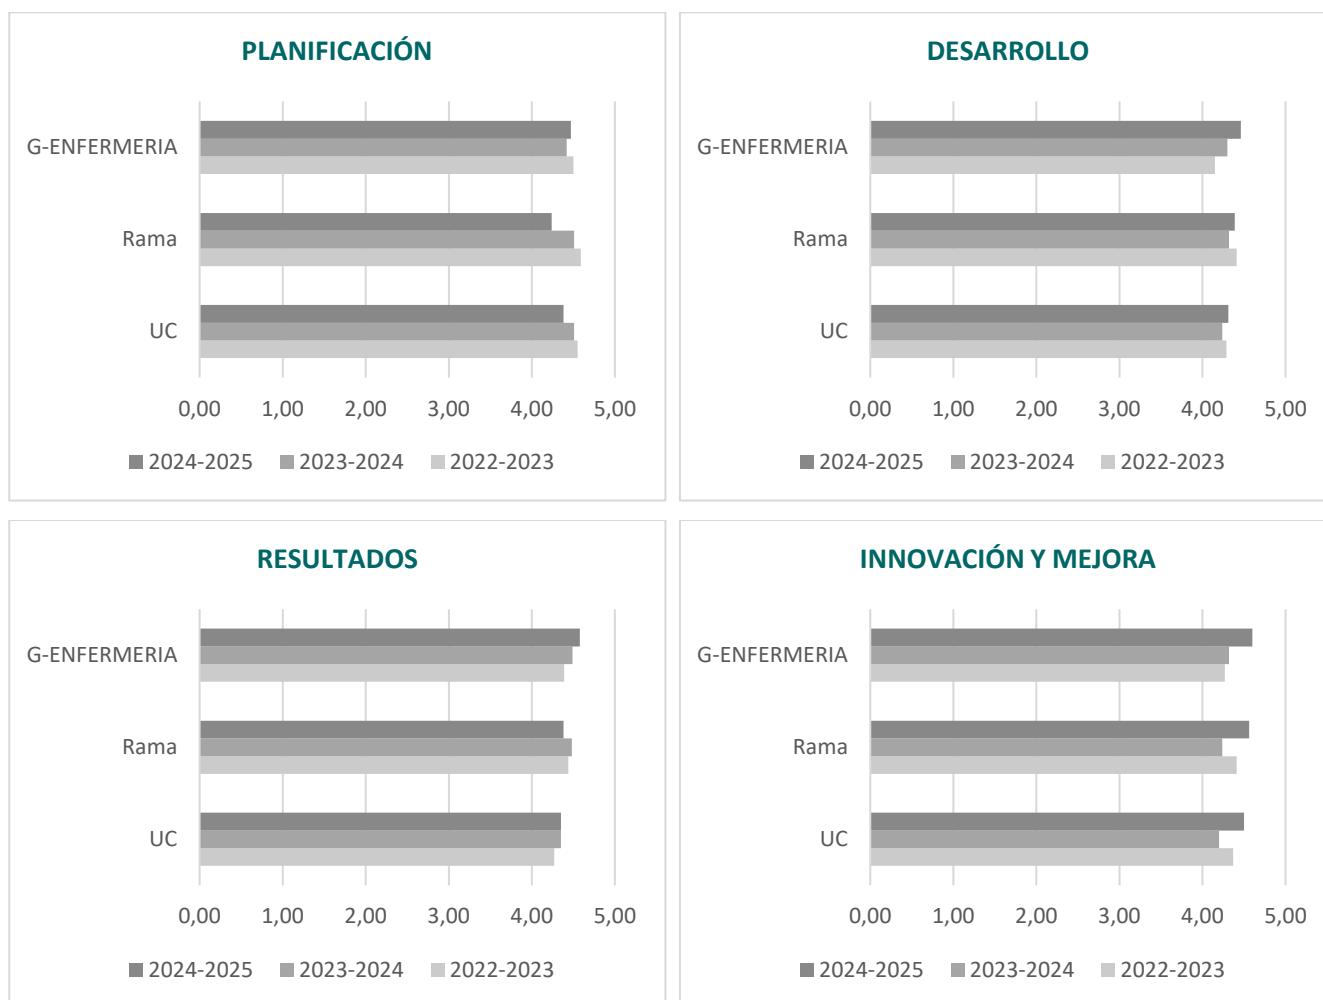 PLANIFICACIÓN
G-ENFERMERIA
Rama
UC
0,00 1,00 2,00 3,00 4,00 5,00
2024-2025 2023-2024 2022-2023
DESARROLLO
G-ENFERMERIA
Rama
UC
0,00 1,00 2,00 3,00 4,00 5,00
2024-2025 2023-2024 2022-2023
RESULTADOS
G-ENFERMERIA
Rama
UC
0,00 1,00 2,00 3,00 4,00 5,00
2024-2025 2023-2024 2022-2023
INNOVACIÓN Y MEJORA
G-ENFERMERIA
Rama
UC
0,00 1,00 2,00 3,00 4,00 5,00
2024-2025 2023-2024 2022-2023